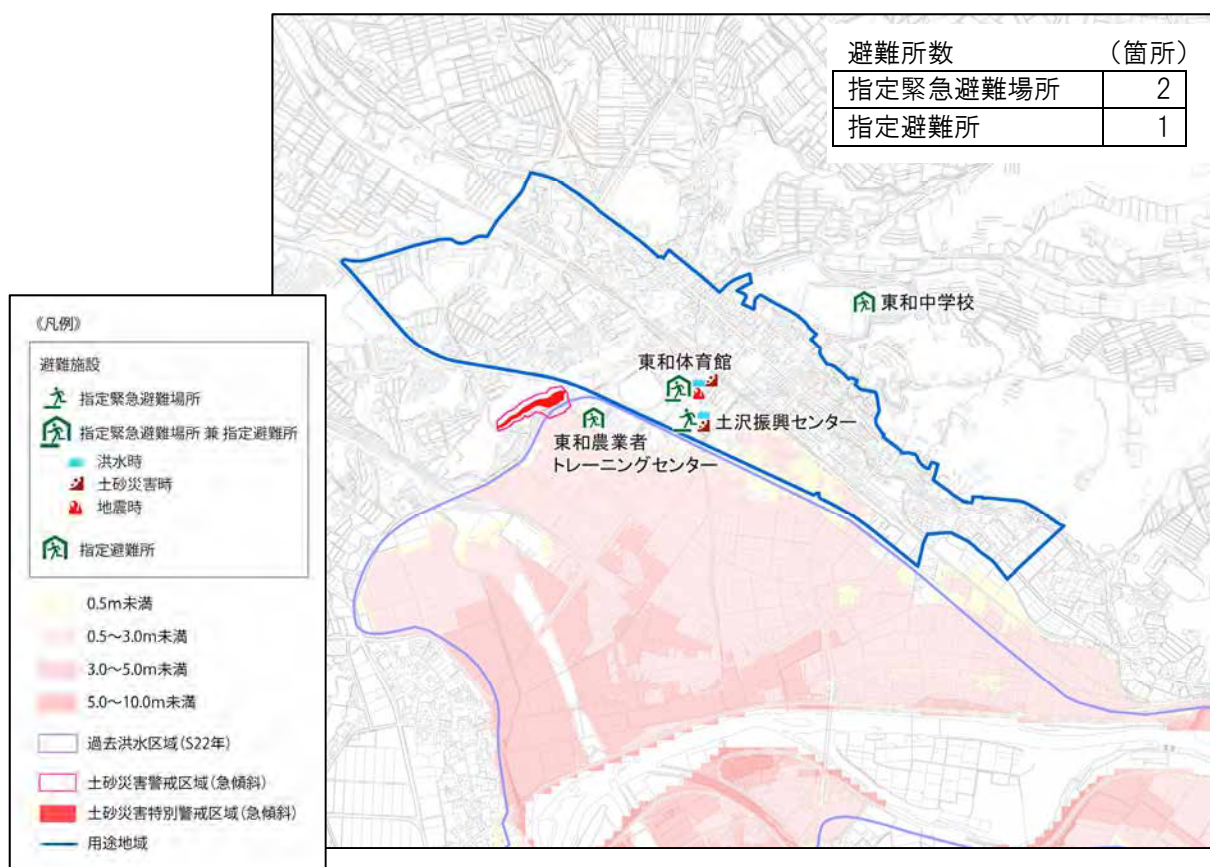 避難所数 （箇所）
指定緊急避難場所 2
指定避難所 1
東和中学校
東和体育館
土沢振興センター
東和農業者
トレーニングセンター
《凡例》
避難施設
指定緊急避難場所
指定緊急避難場所 兼 指定避難所
洪水時
土砂災害時
地震時
指定避難所
0.5m未満
0.5～3.0m未満
3.0～5.0m未満
5.0～10.0m未満
過去洪水区域(S22年)
土砂災害警戒区域(急傾斜)
土砂災害特別警戒区域(急傾斜)
用途地域